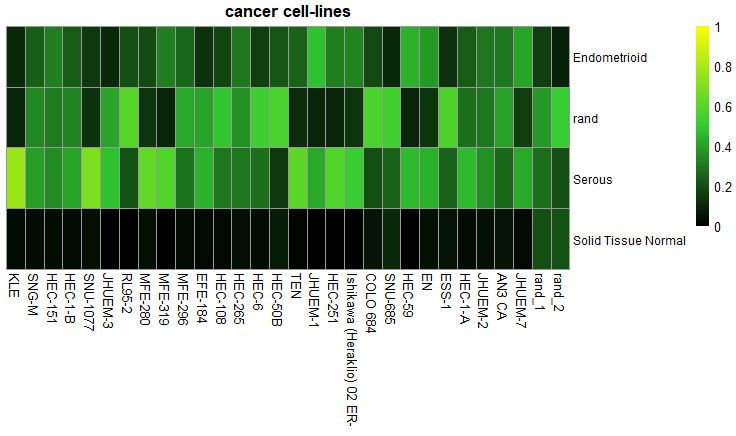 cancer cell-lines
Endometrioid
rand
Serous
Solid Tissue Normal
1
0.8
0.6
0.4
0.2
0
KLE
SNG-M
HEC-151
HEC-1-B
SNU-1077
JHUEM-3
RL95-2
MFE-280
MFE-319
MFE-296
EFE-184
HEC-108
HEC-265
HEC-6
HEC-50B
TEN
JHUEM-1
HEC-251
Ishikawa (Heraklio) 02 ER-
COLO 684
SNU-685
HEC-59
EN
ESS-1
HEC-1-A
JHUEM-2
AN3 CA
JHUEM-7
rand_1
rand_2